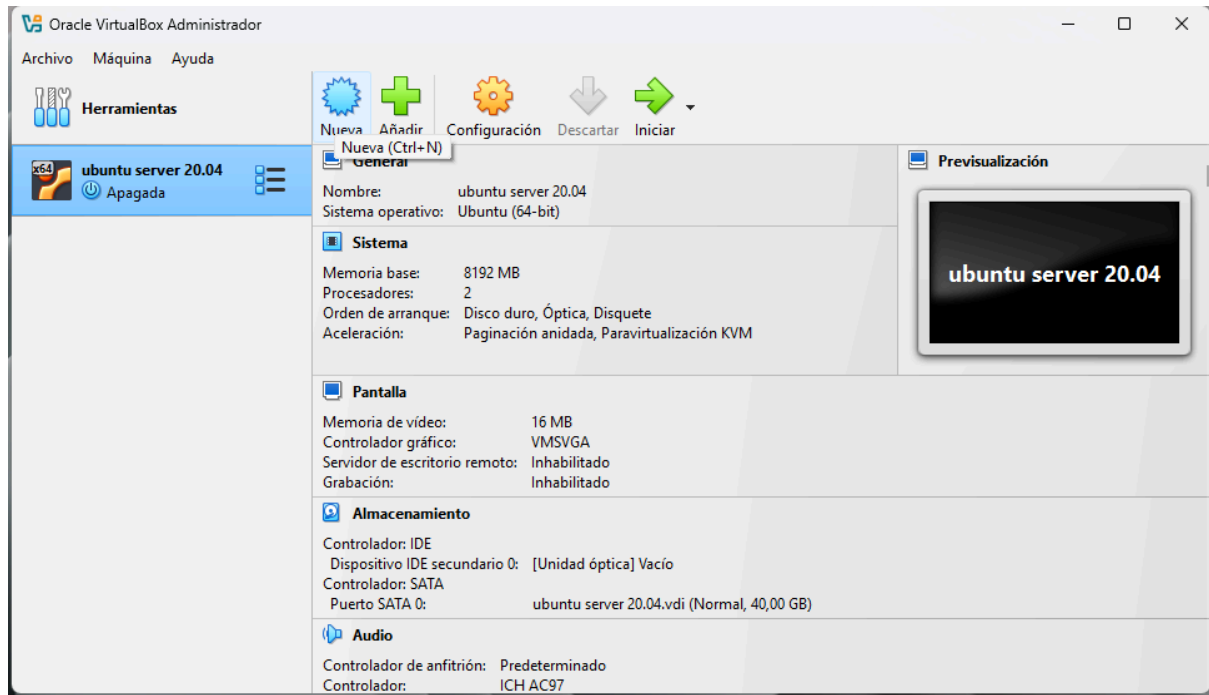 Oracle VirtualBox Administrador
Archivo Máquina Ayuda
Herramientas
Nueva Añadir Configuración Descartar Iniciar
Nueva (Ctrl+N)
x64 ubuntu server 20.04
Apagada
General
Nombre: ubuntu server 20.04
Sistema operativo: Ubuntu (64-bit)
Previsualización
ubuntu server 20.04
Sistema
Memoria base: 8192 MB
Procesadores: 2
Orden de arranque: Disco duro, Óptica, Disquete
Aceleración: Paginación anidada, Paravirtualización KVM
Pantalla
Memoria de vídeo: 16 MB
Controlador gráfico: VMSVGA
Servidor de escritorio remoto: Inhabilitado
Grabación: Inhabilitado
Almacenamiento
Controlador: IDE
Dispositivo IDE secundario 0: [Unidad óptica] Vacío
Controlador: SATA
Puerto SATA 0: ubuntu server 20.04.vdi (Normal, 40,00 GB)
Audio
Controlador de anfitrión: Predeterminado
Controlador: ICH AC97